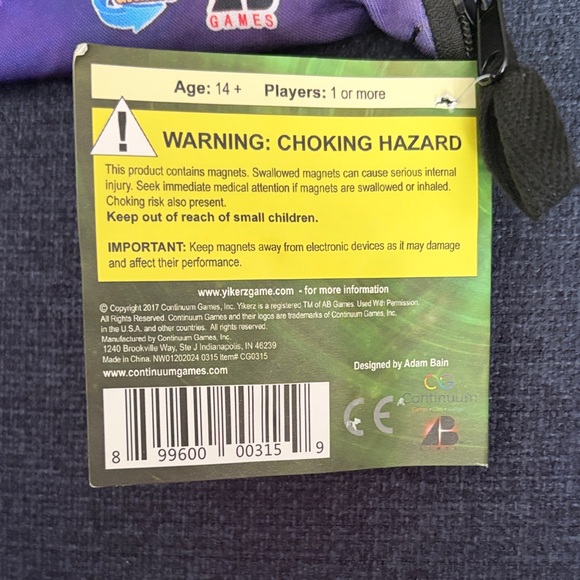 GAMES
Age: 14 + Players: 1 or more
WARNING: CHOKING HAZARD
This product contains magnets. Swallowed magnets can cause serious internal
injury. Seek immediate medical attention if magnets are swallowed or inhaled.
Choking risk also present.
Keep out of reach of small children.
IMPORTANT: Keep magnets away from electronic devices as it may damage
and affect their performance.
www.yikerzgame.com - for more information
© Copyright 2017 Continuum Games, Inc. Yikerz is a registered TM of AB Games. Used With Permission.
All Rights Reserved. Continuum Games and their logos are trademarks of Continuum Games, Inc.
in the U.S.A. and other countries. All rights reserved.
Manufactured by Continuum Games, Inc.
1240 Brookville Way, Ste J Indianapolis, IN 46239
Made in China. NW01202024 0315 Item# CG0315
www.continuumgames.com
Designed by Adam Bain
Continuum
CE
AB
8 99600 00315 9